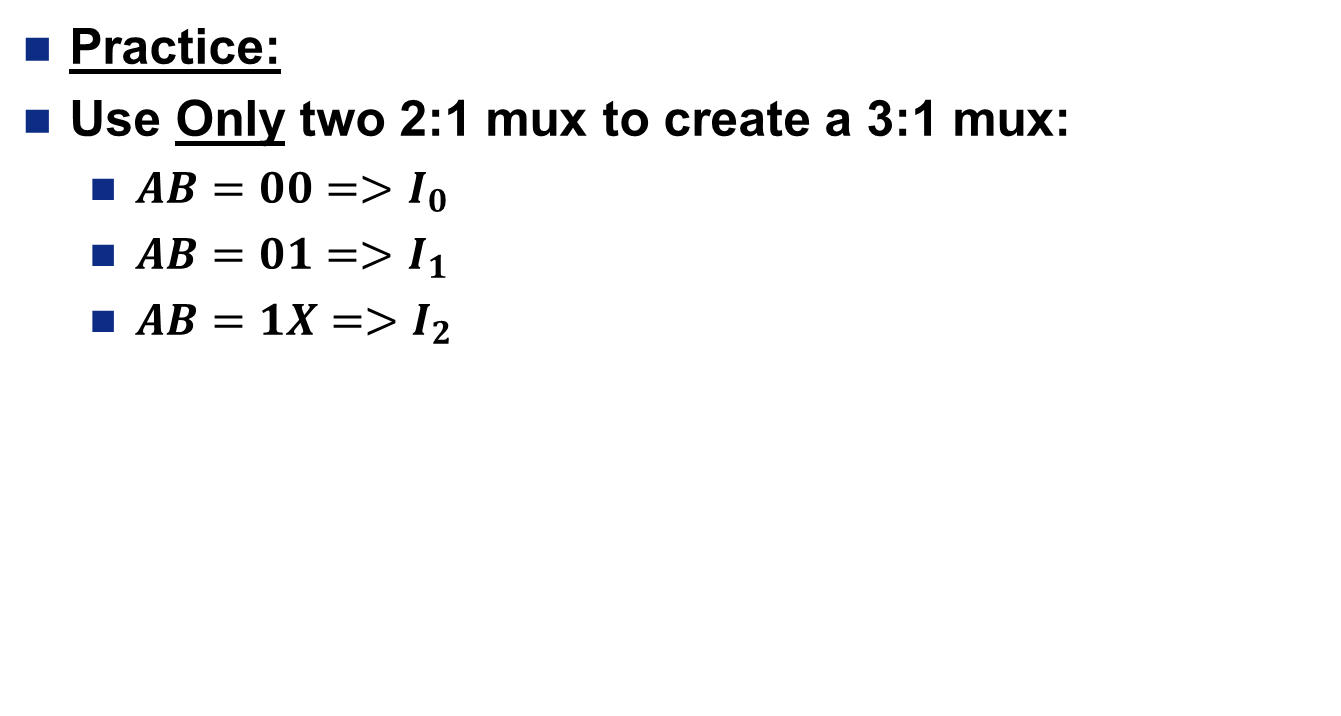 Practice:
Use Only two 2:1 mux to create a 3:1 mux:
AB = 00 => I₀
AB = 01 => I₁
AB = 1X => I₂